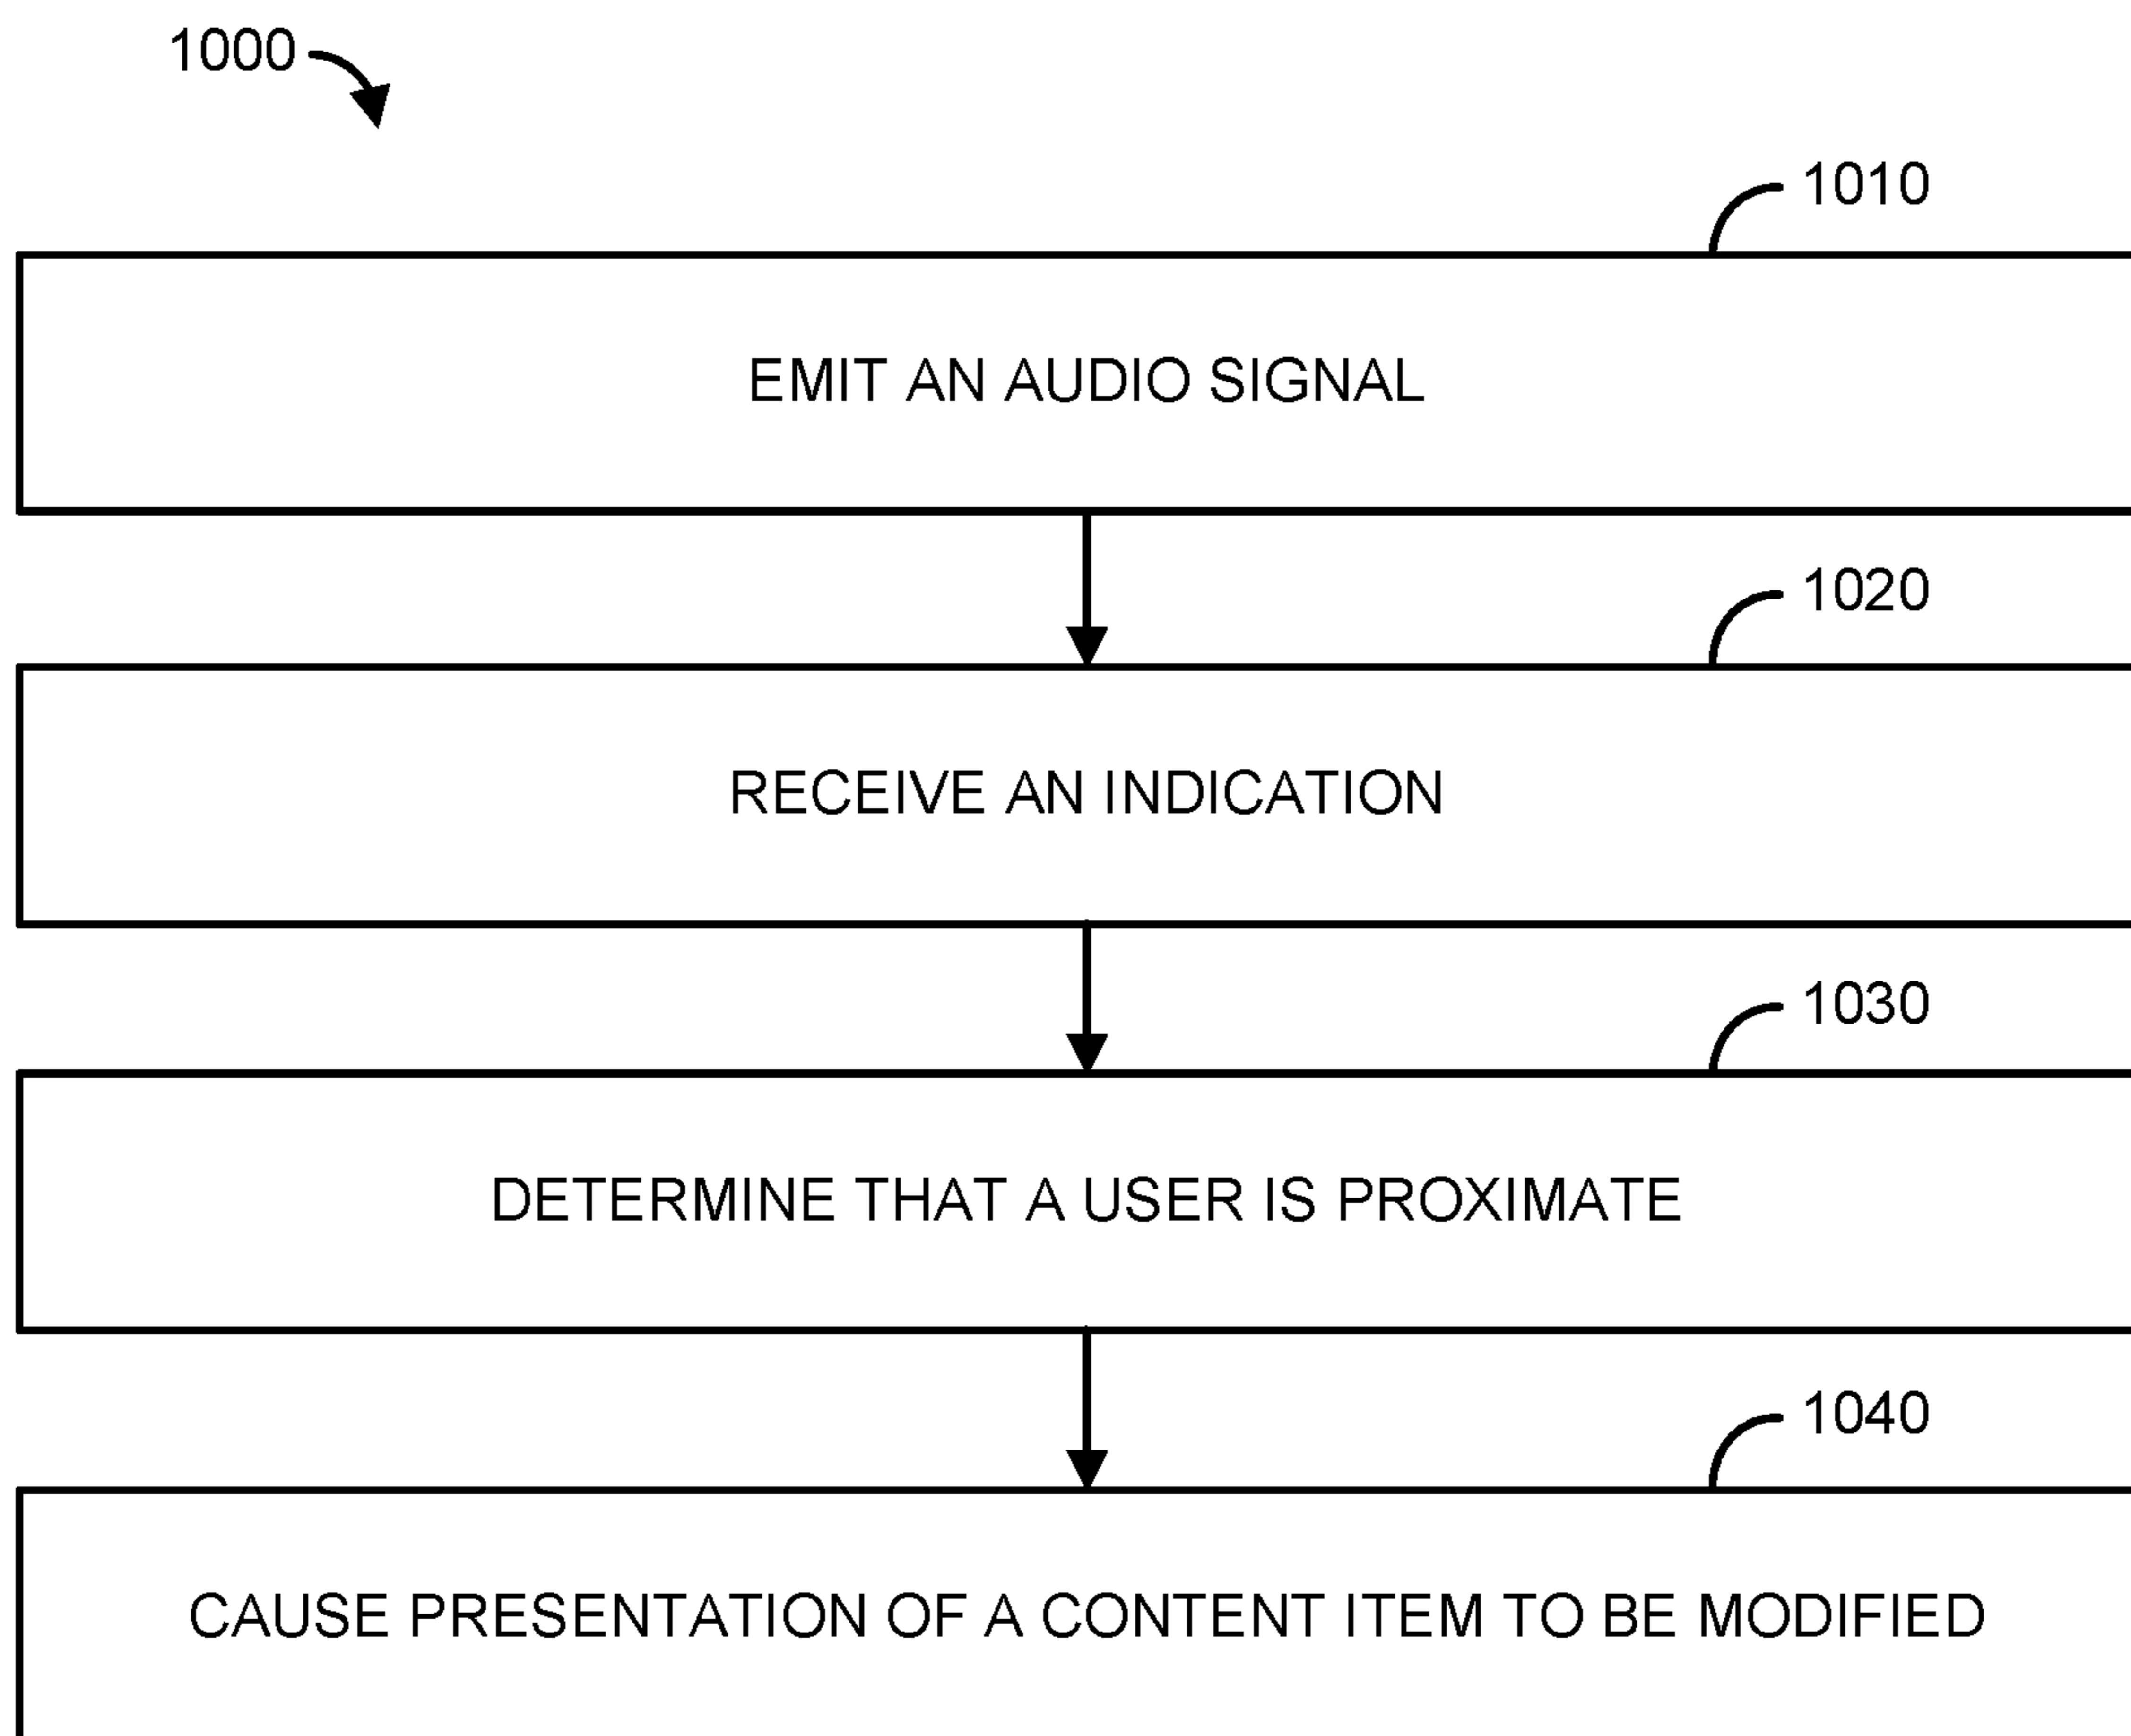 1000
1010
EMIT AN AUDIO SIGNAL
1020
RECEIVE AN INDICATION
1030
DETERMINE THAT A USER IS PROXIMATE
1040
CAUSE PRESENTATION OF A CONTENT ITEM TO BE MODIFIED